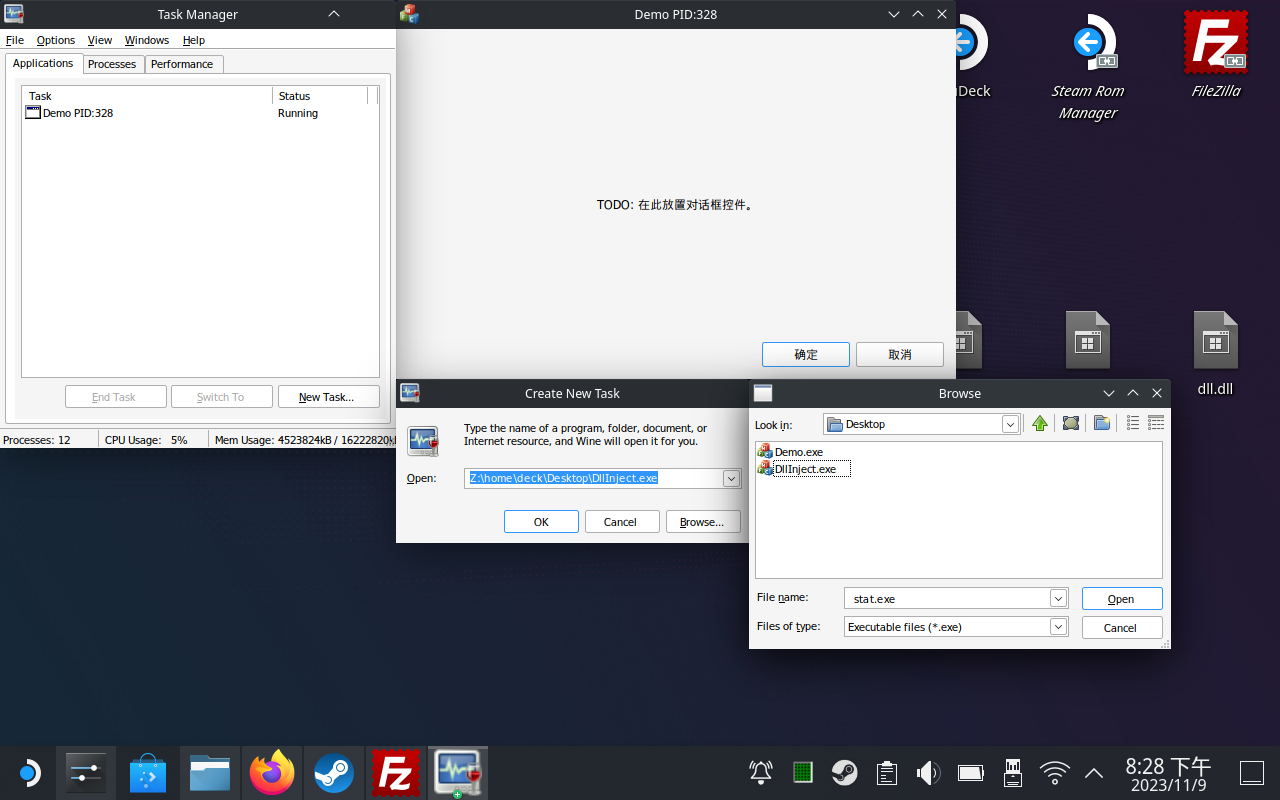 Task Manager
File Options View Windows Help
Applications Processes Performance
Task Status
Demo PID:328 Running
End Task Switch To New Task...
Processes: 12 CPU Usage: 5% Mem Usage: 4523824kB / 16222820kB
Demo PID:328
TODO: 在此放置对话框控件。
确定 取消
Deck
Steam Rom
Manager
FileZilla
dll.dll
Create New Task
Type the name of a program, folder, document, or
Internet resource, and Wine will open it for you.
Open: Z:\home\deck\Desktop\DllInject.exe
OK Cancel Browse...
Browse
Look in: Desktop
Demo.exe
DllInject.exe
File name: stat.exe Open
Files of type: Executable files (*.exe) Cancel
Fz
8:28 下午
2023/11/9